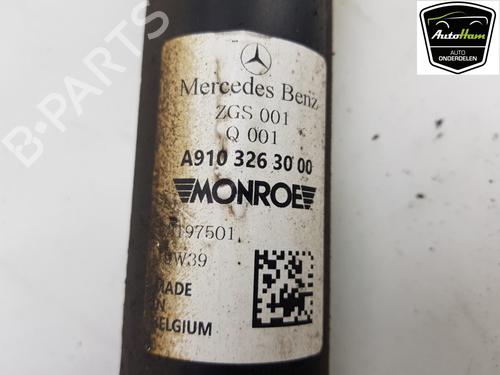 AutoHam
AUTO
ONDERDELEN
B-PARTS
Mercedes Benz
ZGS 001
Q 001
A910 326 30 00
MONROE
197501
W39
MADE
IN
BELGIUM